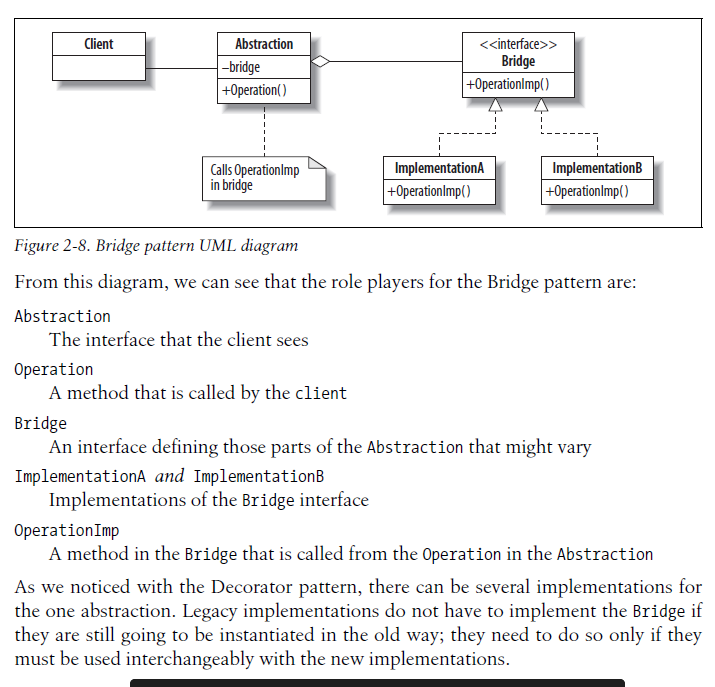 Client
Abstraction
–bridge
+Operation()
<<interface>>
Bridge
+OperationImp()
Calls OperationImp
in bridge
ImplementationA
+OperationImp()
ImplementationB
+OperationImp()
Figure 2-8. Bridge pattern UML diagram
From this diagram, we can see that the role players for the Bridge pattern are:
Abstraction
The interface that the client sees
Operation
A method that is called by the client
Bridge
An interface defining those parts of the Abstraction that might vary
ImplementationA and ImplementationB
Implementations of the Bridge interface
OperationImp
A method in the Bridge that is called from the Operation in the Abstraction
As we noticed with the Decorator pattern, there can be several implementations for
the one abstraction. Legacy implementations do not have to implement the Bridge if
they are still going to be instantiated in the old way; they need to do so only if they
must be used interchangeably with the new implementations.